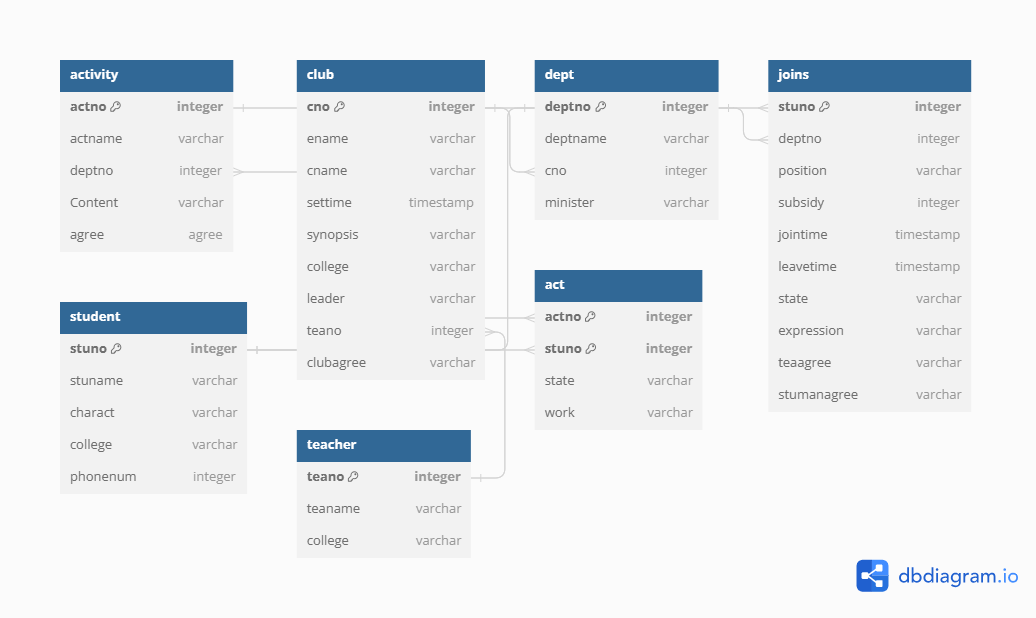 activity
actno integer
actname varchar
deptno integer
Content varchar
agree agree
club
cno integer
ename varchar
cname varchar
settime timestamp
synopsis varchar
college varchar
leader varchar
teano integer
clubagree varchar
dept
deptno integer
deptname varchar
cno integer
minister varchar
joins
stuno integer
deptno integer
position varchar
subsidy integer
jointime timestamp
leavetime timestamp
state varchar
expression varchar
teaagree varchar
stumanagree varchar
student
stuno integer
stuname varchar
charact varchar
college varchar
phonenum integer
act
actno integer
stuno integer
state varchar
work varchar
teacher
teano integer
teaname varchar
college varchar
dbdiagram.io